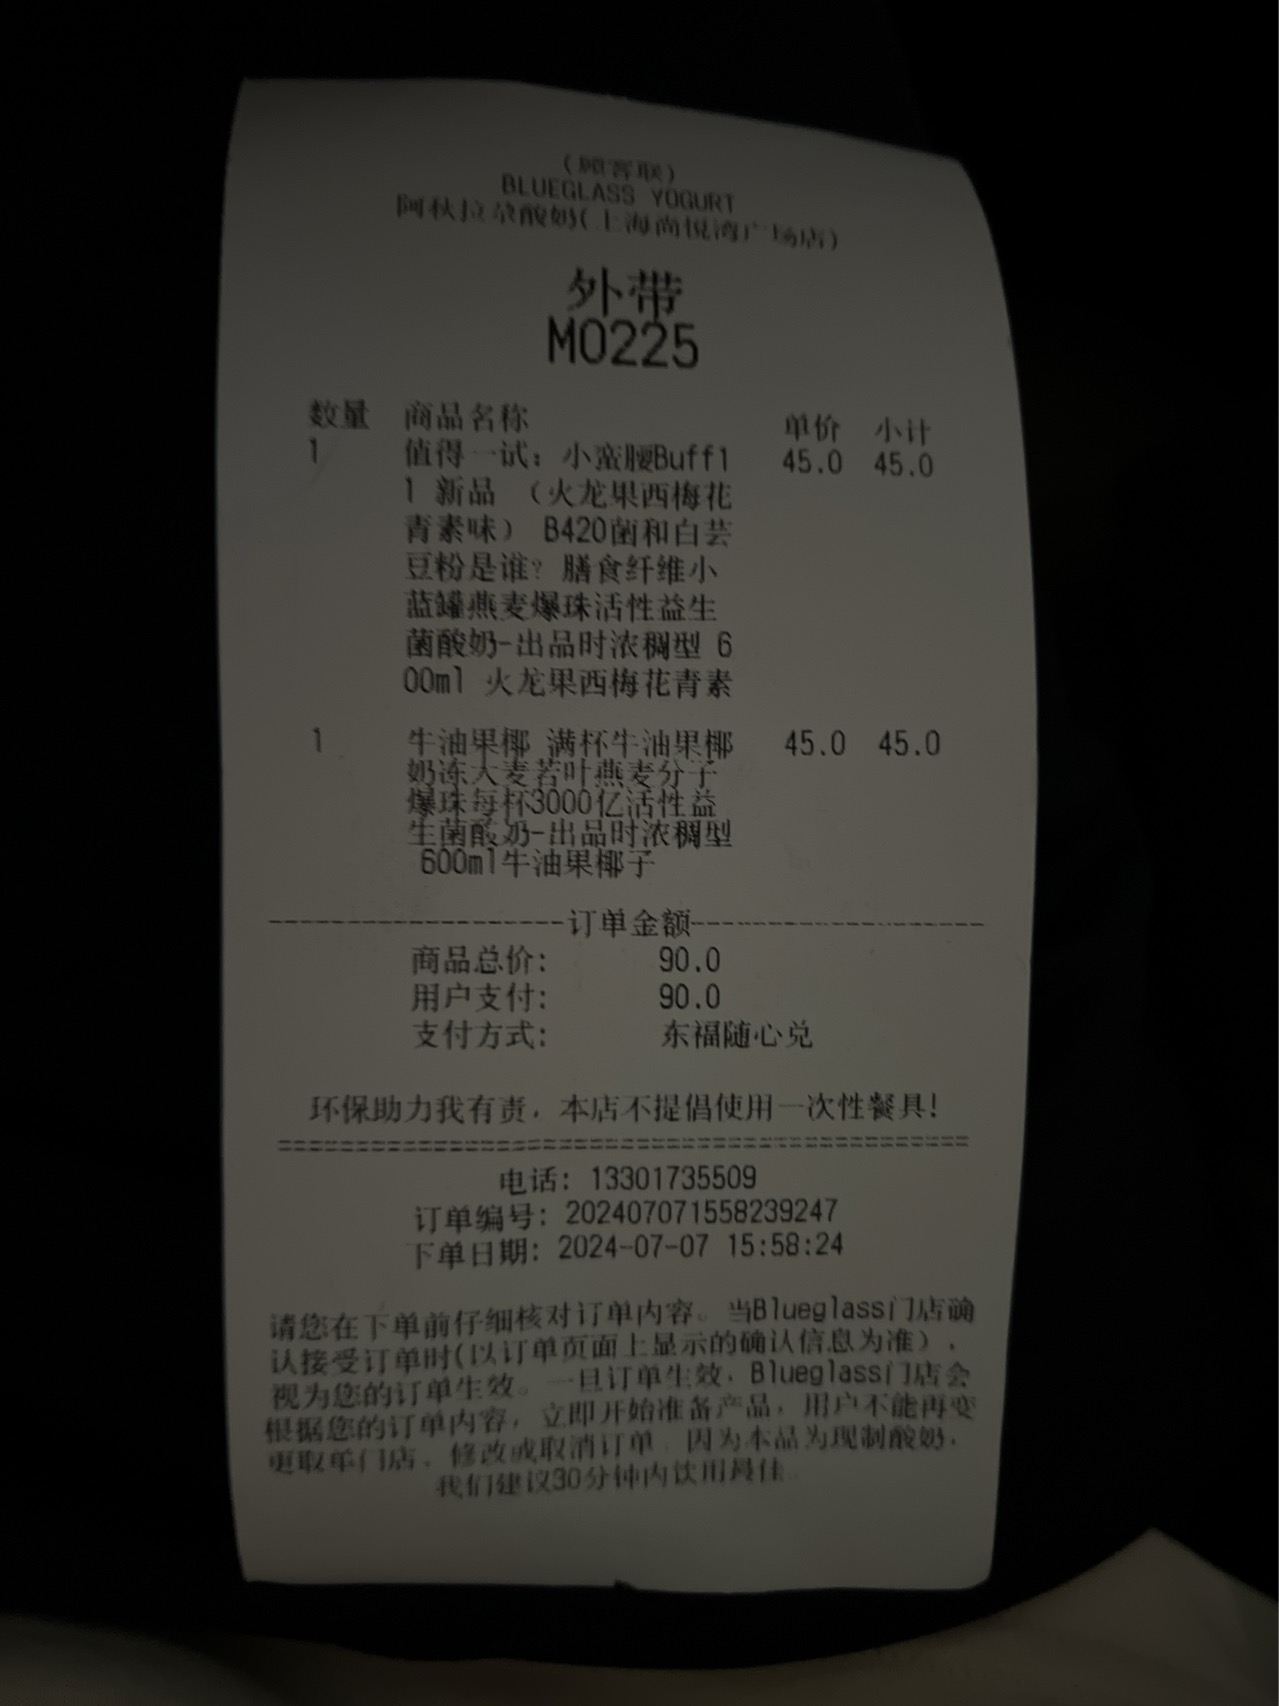 (顾客联)
BLUEGLASS YOGURT
阿秋拉尕酸奶(上海尚悦湾广场店)
外带
M0225
数量 商品名称 单价 小计
1 值得一试：小蛮腰Buff1 45.0 45.0
1 新品 （火龙果西梅花
青素味） B420菌和白芸
豆粉是谁？膳食纤维小
蓝罐燕麦爆珠活性益生
菌酸奶-出品时浓稠型 6
00ml 火龙果西梅花青素
1 牛油果椰 满杯牛油果椰 45.0 45.0
奶冻大麦若叶燕麦分子
爆珠每杯3000亿活性益
生菌酸奶-出品时浓稠型
600ml牛油果椰子
------------------订单金额------------------
商品总价: 90.0
用户支付: 90.0
支付方式: 东福随心兑
环保助力我有责，本店不提倡使用一次性餐具!
============================================
电话: 13301735509
订单编号: 202407071558239247
下单日期: 2024-07-07 15:58:24
请您在下单前仔细核对订单内容。当Blueglass门店确
认接受订单时(以订单页面上显示的确认信息为准)，
视为您的订单生效。一旦订单生效，Blueglass门店会
根据您的订单内容，立即开始准备产品，用户不能再变
更取单门店、修改或取消订单。因为本品为现制酸奶，
我们建议30分钟内饮用最佳。